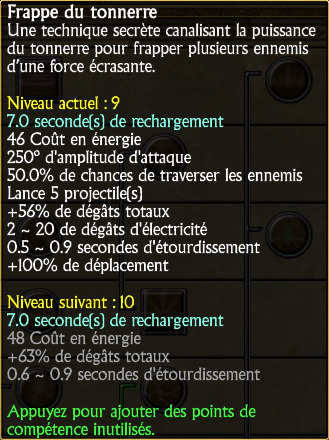 Frappe du tonnerre
Une technique secrète canalisant la puissance
du tonnerre pour frapper plusieurs ennemis
d'une force écrasante.
Niveau actuel : 9
7.0 seconde(s) de rechargement
46 Coût en énergie
250° d'amplitude d'attaque
50.0% de chances de traverser les ennemis
Lance 5 projectile(s)
+56% de dégâts totaux
2 ~ 20 de dégâts d'électricité
0.5 ~ 0.9 secondes d'étourdissement
+100% de déplacement
Niveau suivant : 10
7.0 seconde(s) de rechargement
48 Coût en énergie
+63% de dégâts totaux
0.6 ~ 0.9 secondes d'étourdissement
Appuyez pour ajouter des points de
compétence inutilisés.